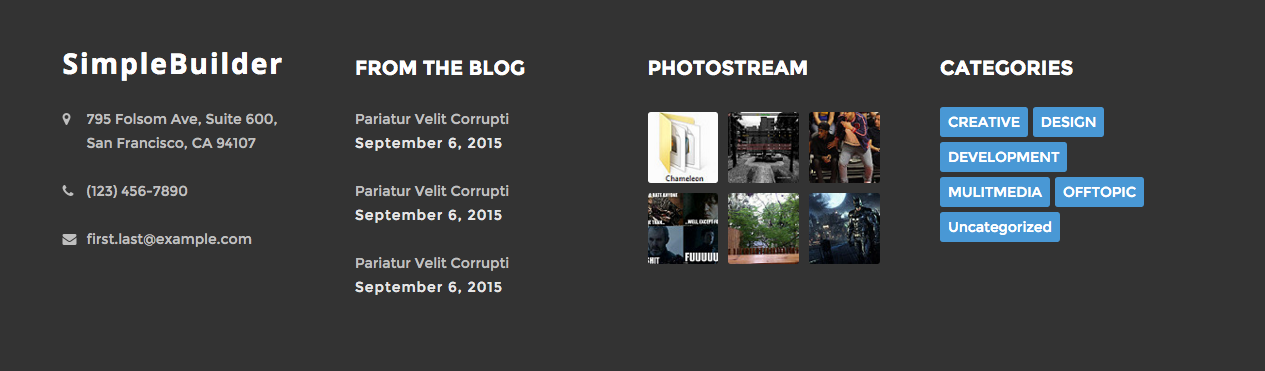 SimpleBuilder
795 Folsom Ave, Suite 600,
San Francisco, CA 94107
(123) 456-7890
first.last@example.com
FROM THE BLOG
Pariatur Velit Corrupti
September 6, 2015
Pariatur Velit Corrupti
September 6, 2015
Pariatur Velit Corrupti
September 6, 2015
PHOTOSTREAM
Chameleon
...WELL, EXCEPT FO
FUUUUU
CATEGORIES
CREATIVE DESIGN
DEVELOPMENT
MULITMEDIA OFFTOPIC
Uncategorized